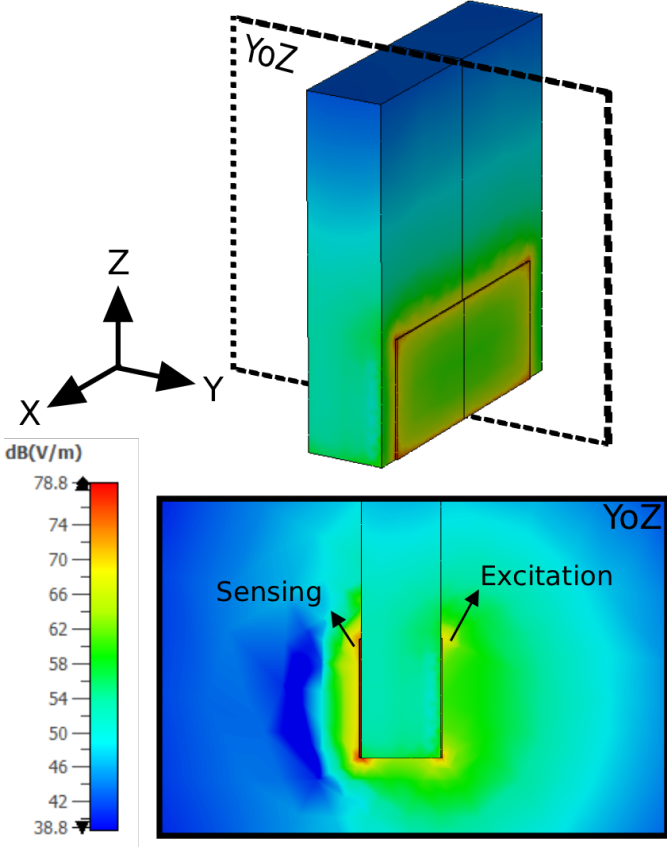 YoZ
Z
X
Y
dB(V/m)
78.8
74
70
66
62
58
54
50
46
42
38.8
YoZ
Sensing
Excitation